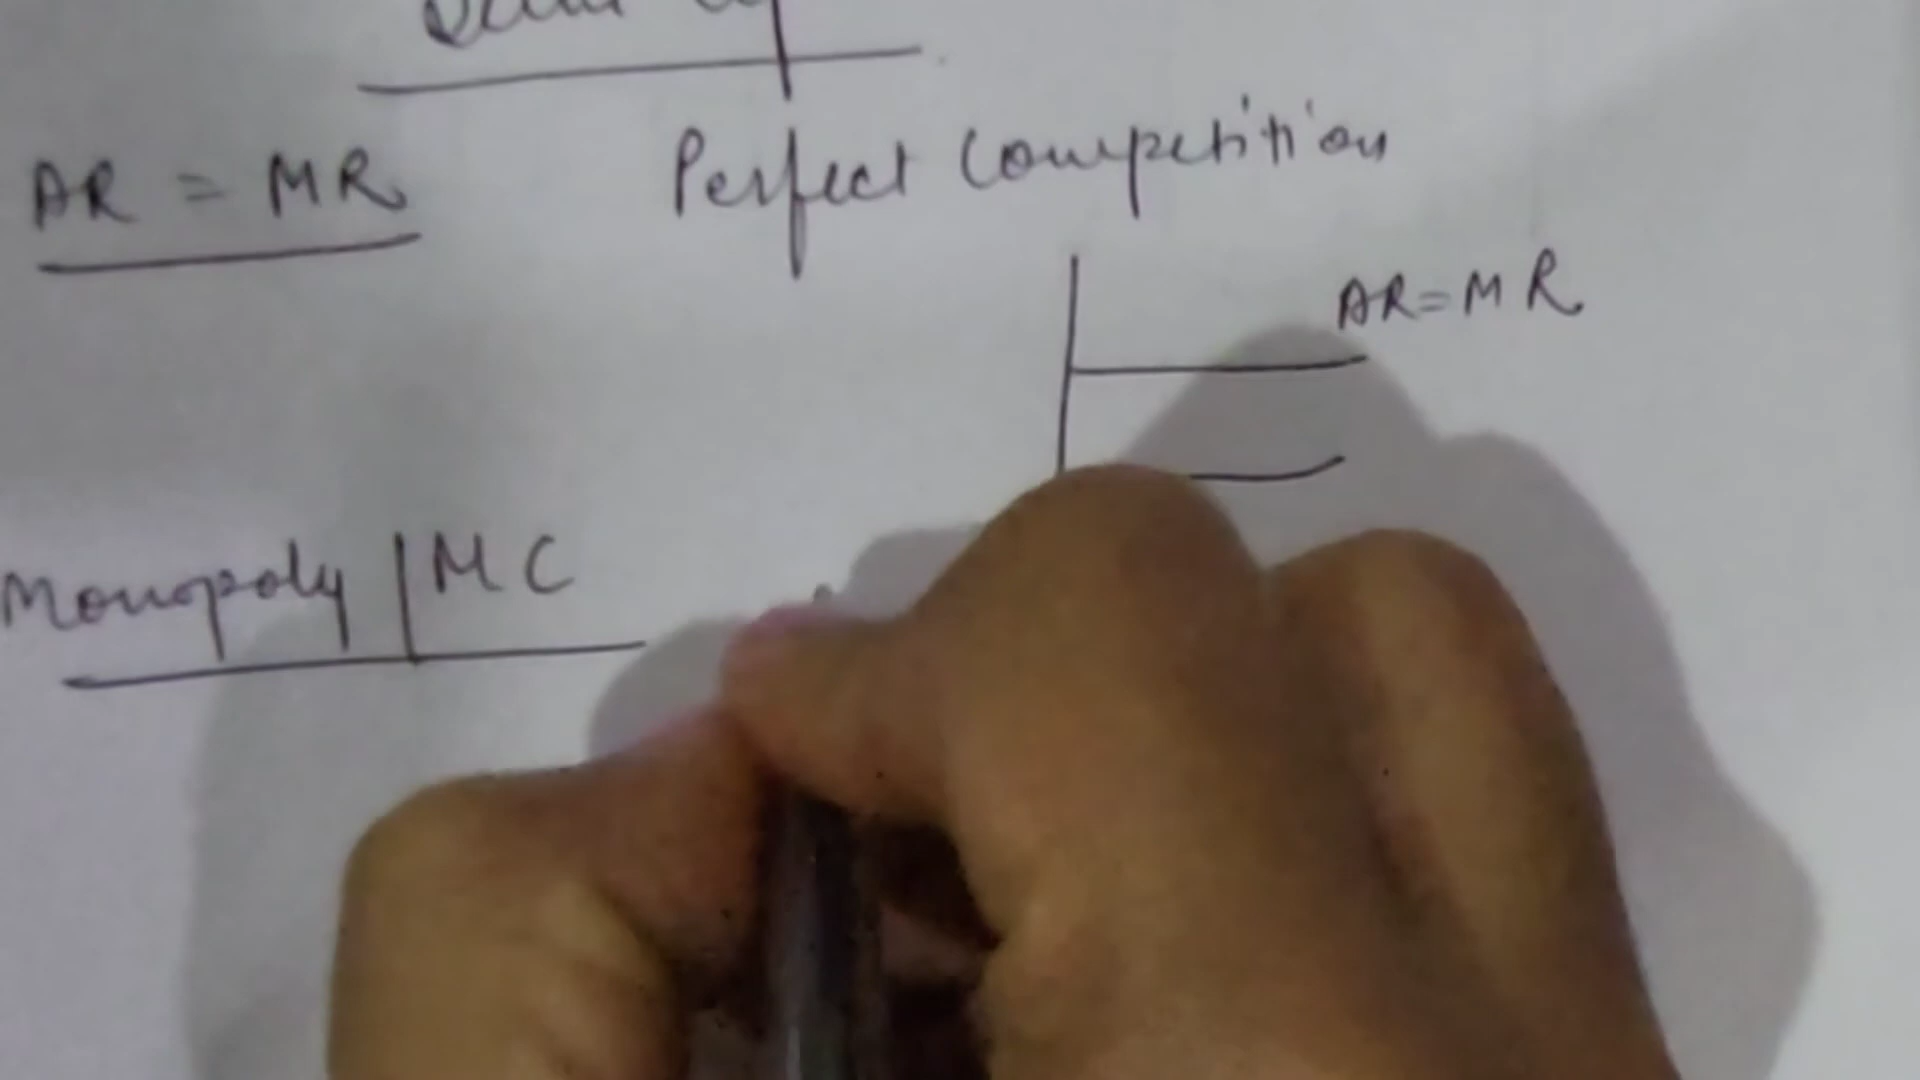 AR = MR Perfect Competition
AR = MR
Monopoly | MC